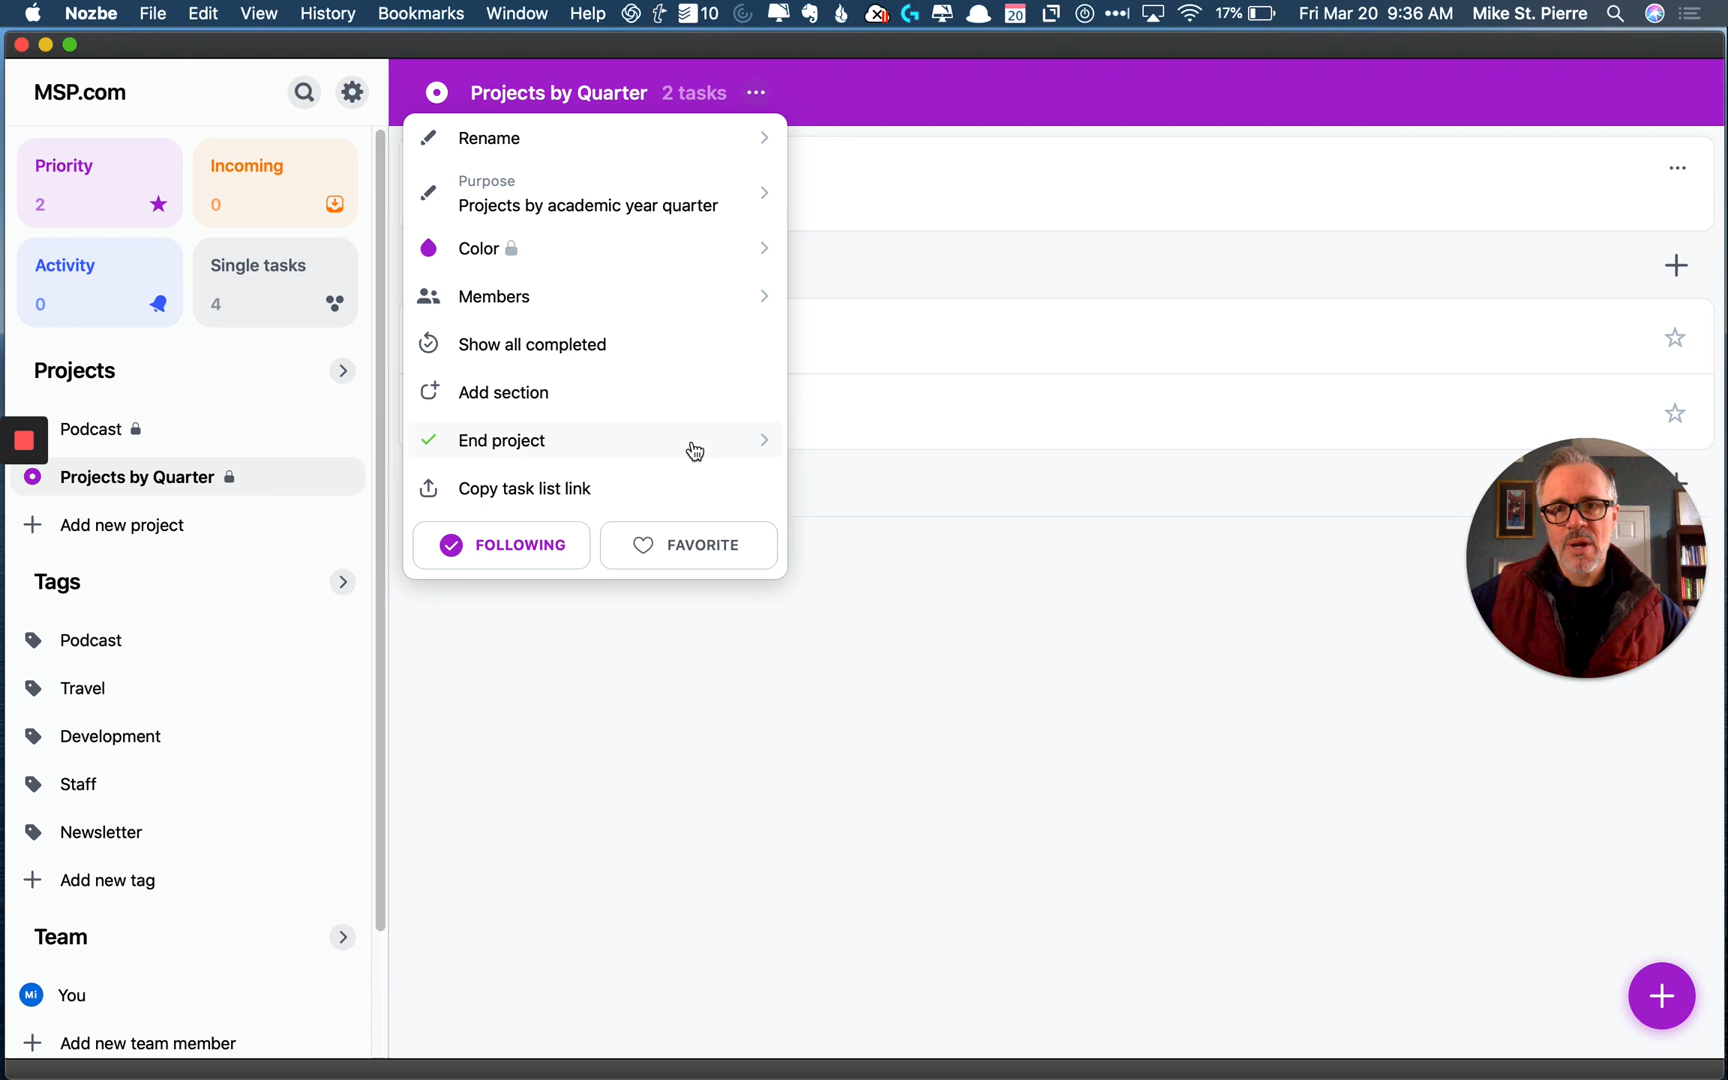 Nozbe File Edit View History Bookmarks Window Help 10 20 17% Fri Mar 20 9:36 AM Mike St. Pierre
MSP.com
Projects by Quarter 2 tasks
Priority
2
Incoming
0
Activity
0
Single tasks
4
Projects
Podcast
Projects by Quarter
Add new project
Tags
Podcast
Travel
Development
Staff
Newsletter
Add new tag
Team
Mi You
Add new team member
Rename
Purpose
Projects by academic year quarter
Color
Members
Show all completed
Add section
End project
Copy task list link
FOLLOWING
FAVORITE